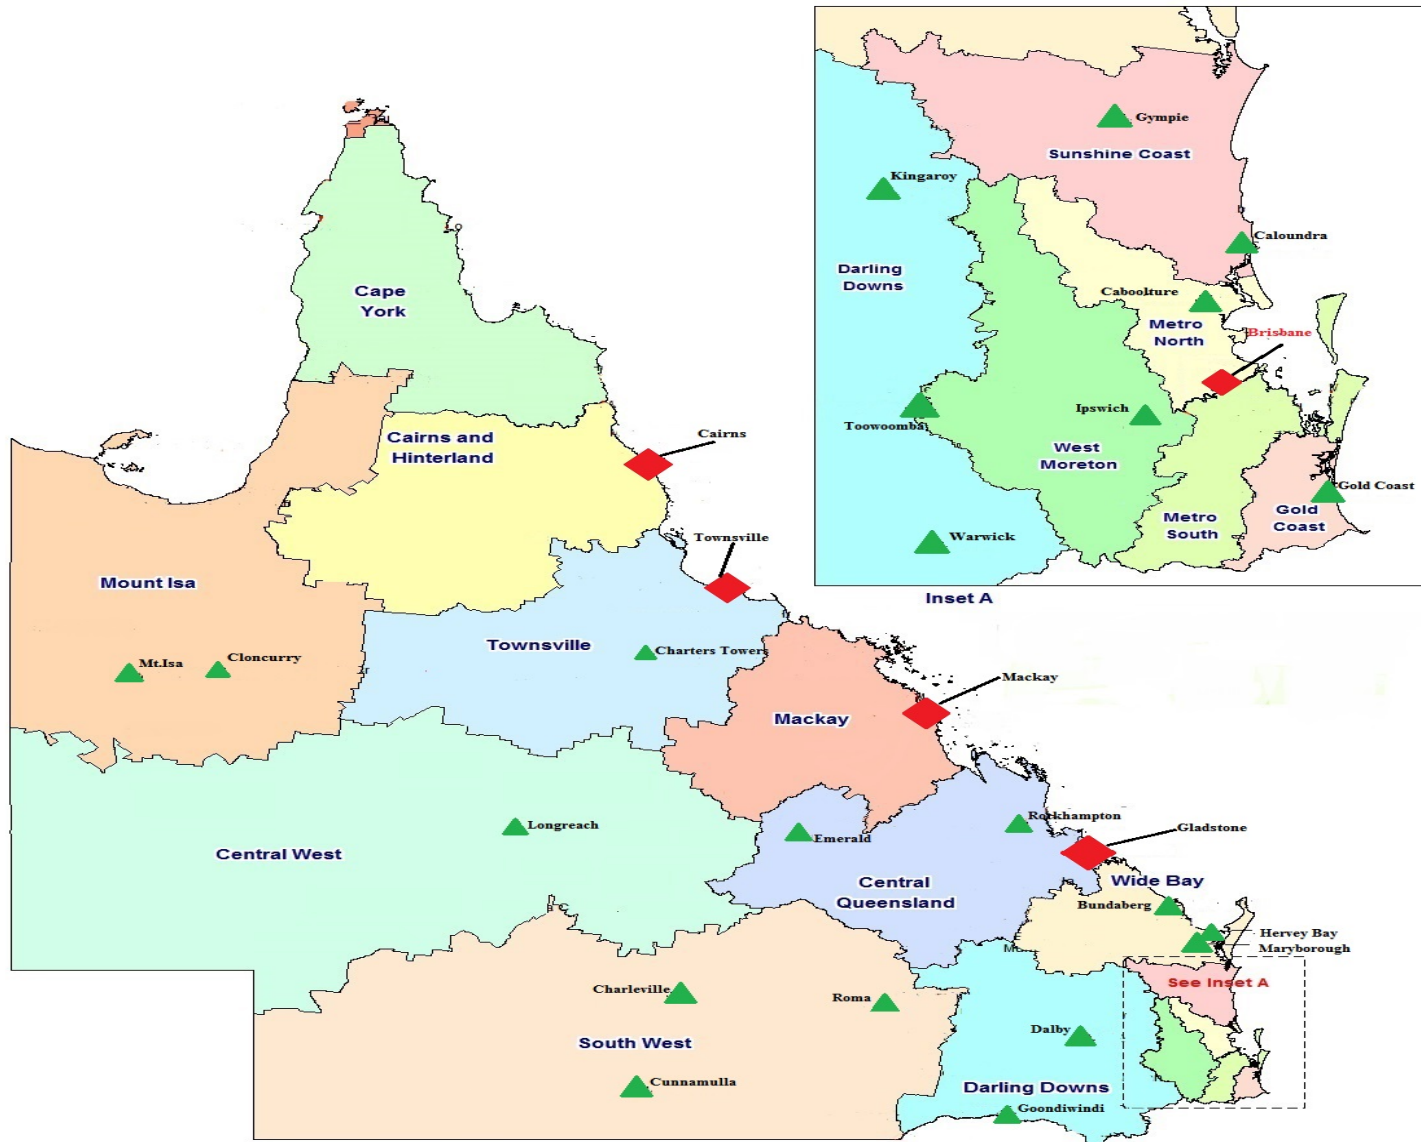 Gympie
Sunshine Coast
Kingaroy
Caloundra
Darling
Downs
Caboolture
Metro
North
Brisbane
Toowoomba
Ipswich
West
Moreton
Gold Coast
Metro
South
Gold
Coast
Warwick
Inset A
Cape
York
Cairns and
Hinterland
Cairns
Townsville
Mount Isa
Townsville
Mt.Isa
Cloncurry
Charters Towers
Mackay
Mackay
Longreach
Central West
Emerald
Rorkhampton
Gladstone
Central
Queensland
Wide Bay
Bundaberg
Hervey Bay
Maryborough
See Inset A
Charleville
Roma
South West
Dalby
Cunnamulla
Darling Downs
Goondiwindi